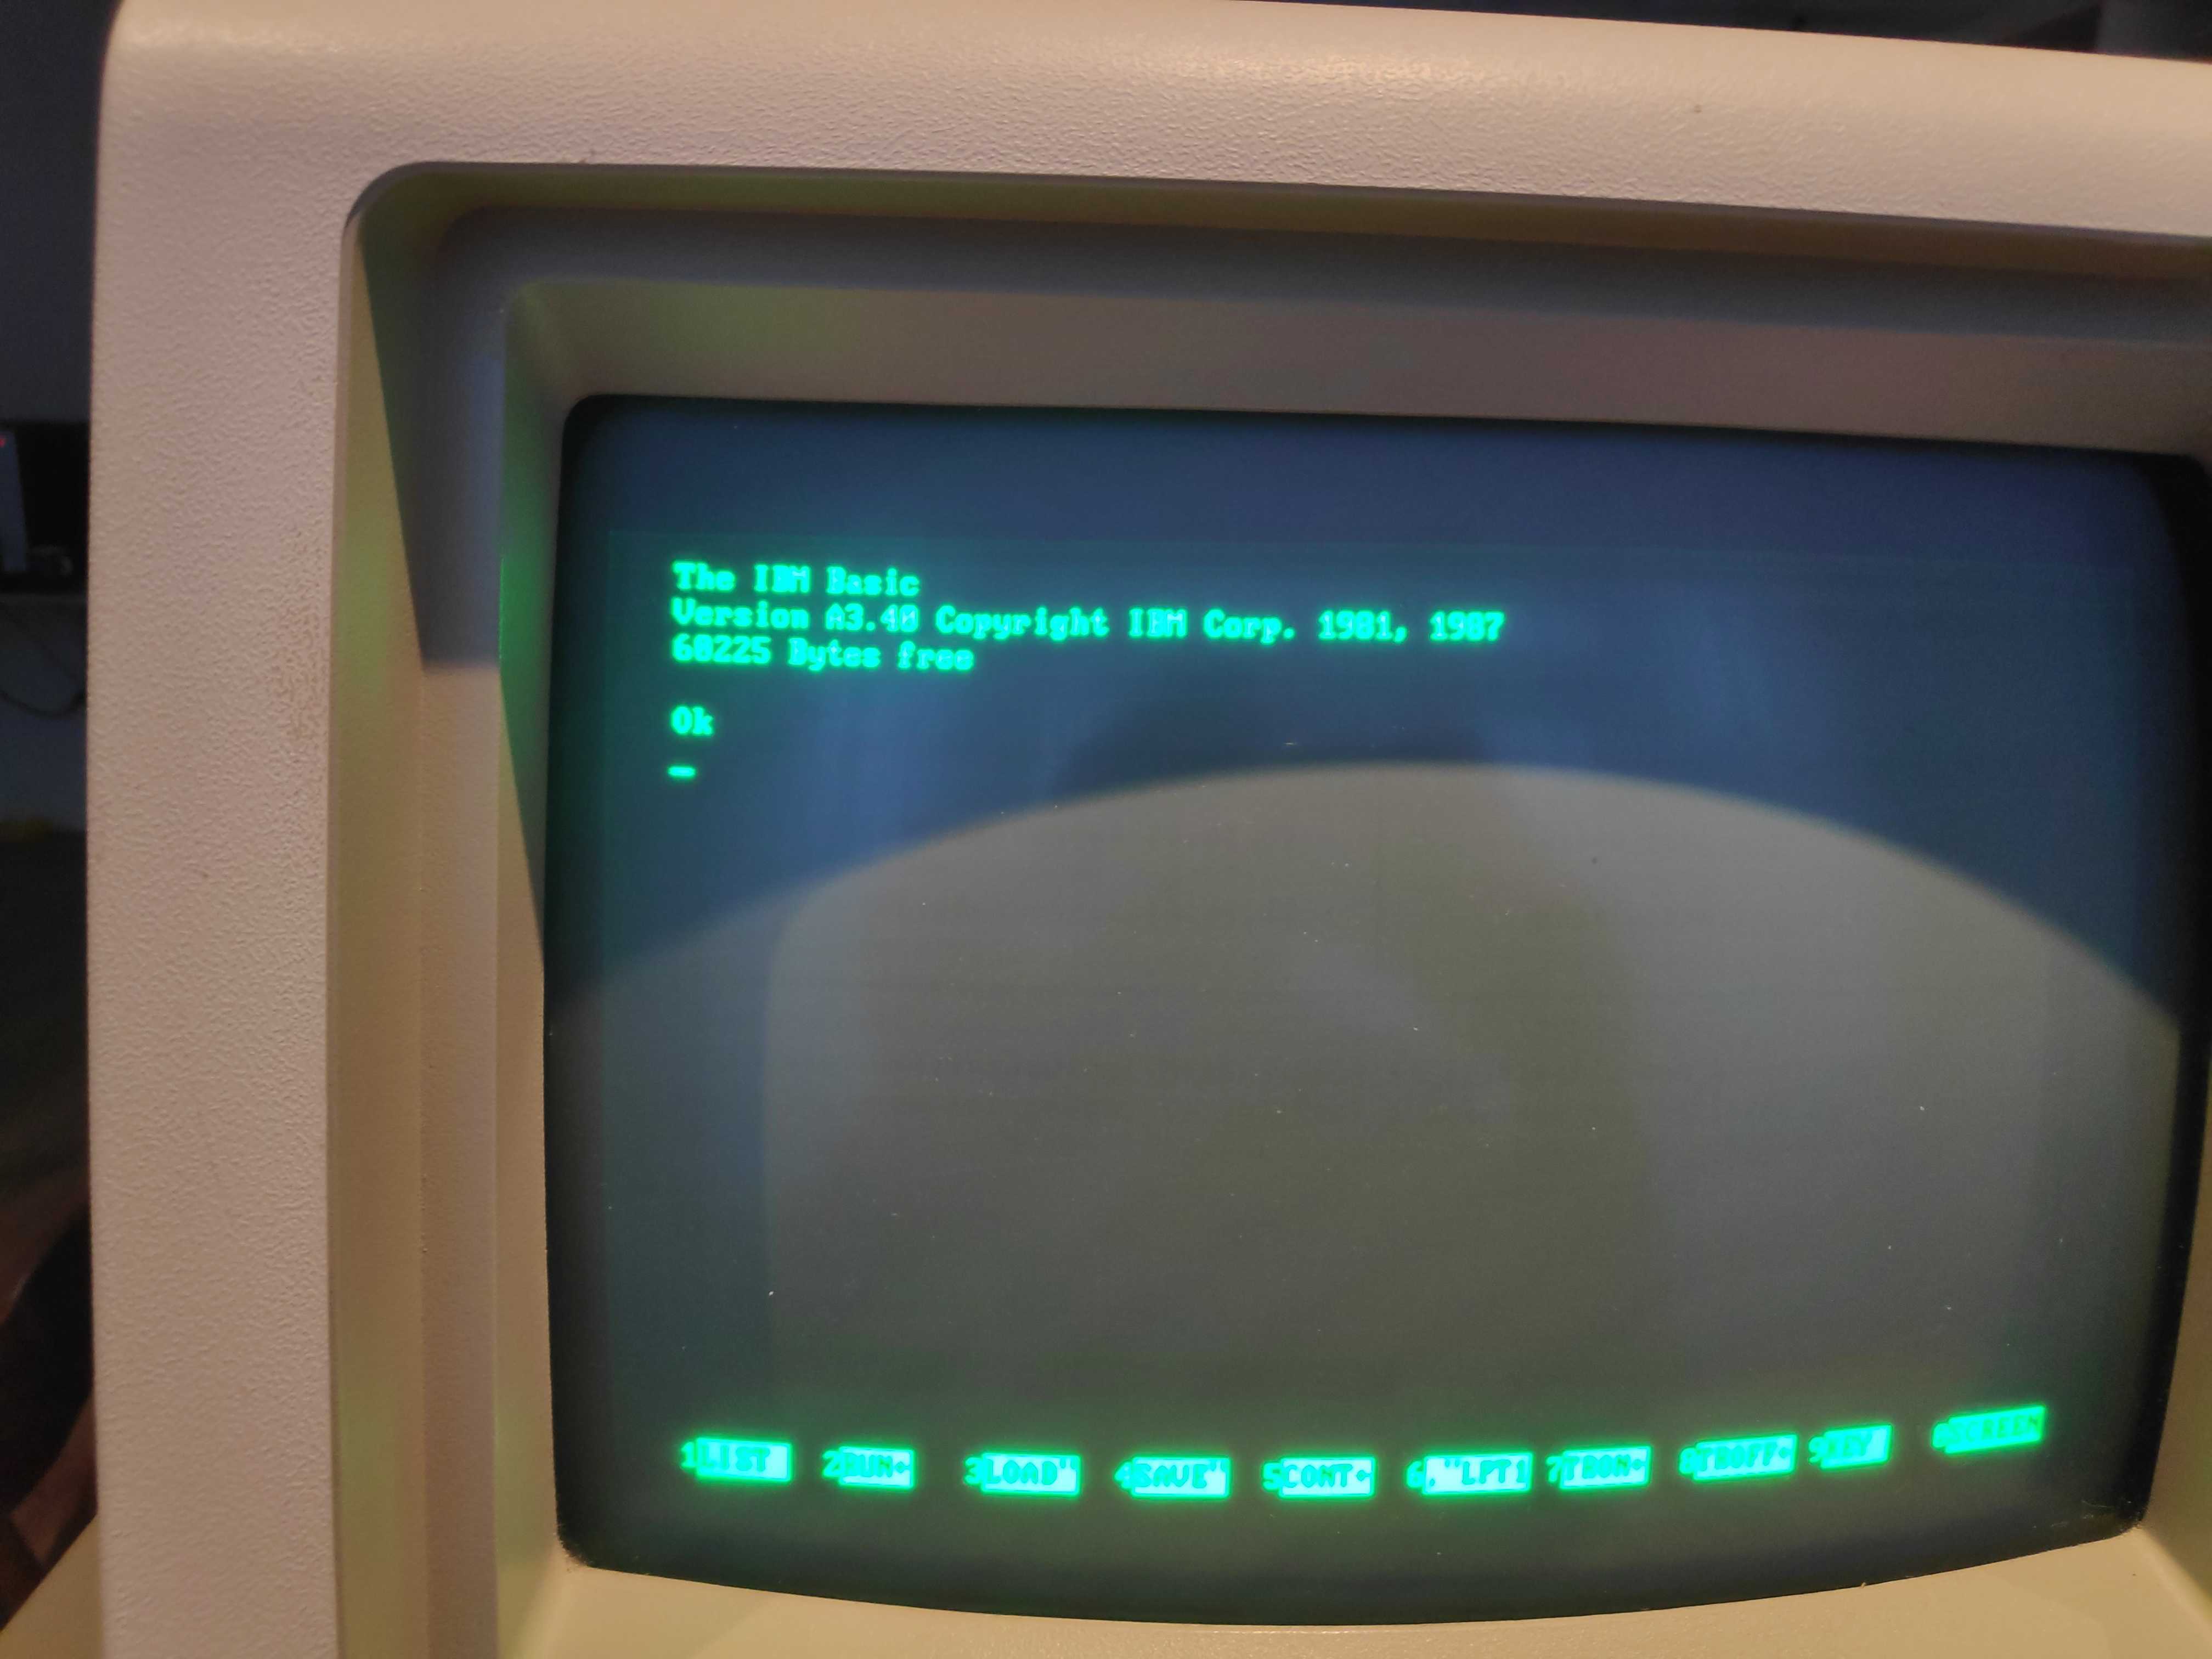 The IBM Basic
Version A3.40 Copyright IBM Corp. 1981, 1987
60225 Bytes free
Ok
_
1LIST 2RUN← 3LOAD" 4SAVE" 5CONT← 6,"LPT1 7TRON← 8TROFF← 9KEY 0SCREEN